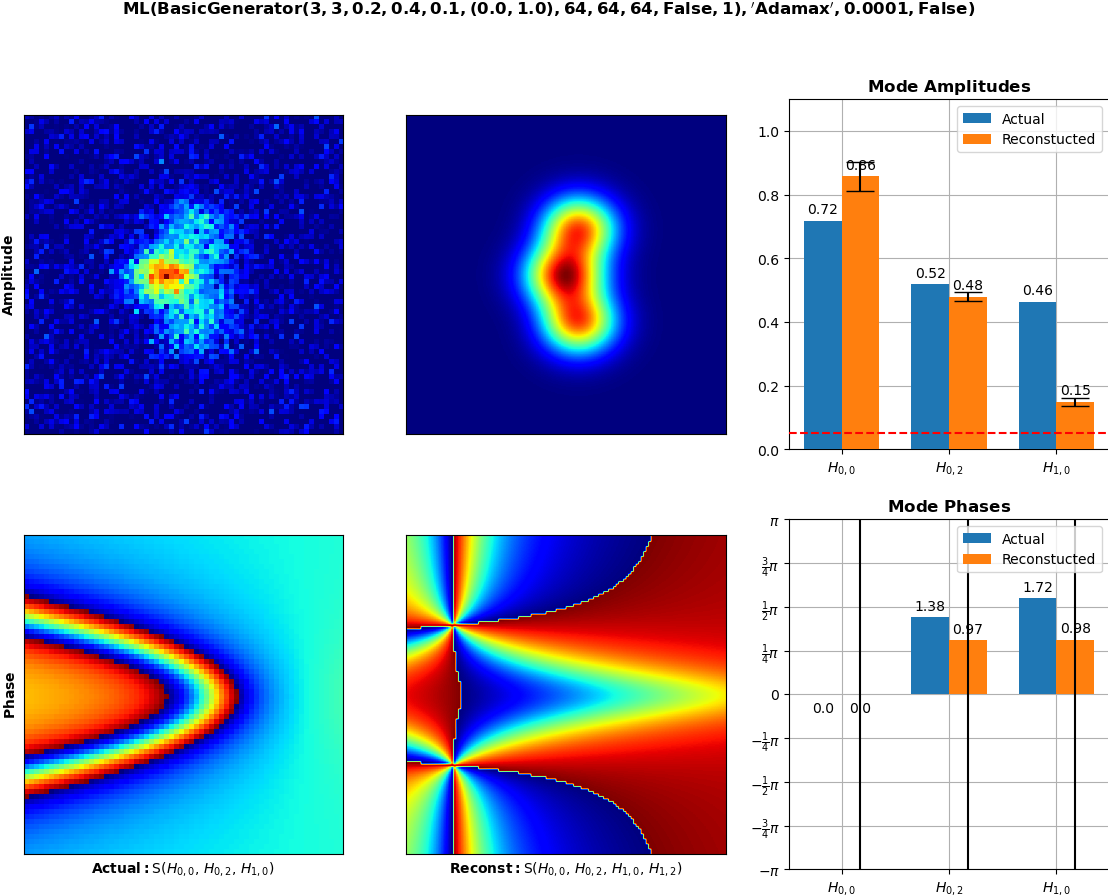 ML(BasicGenerator(3, 3, 0.2, 0.4, 0.1, (0.0, 1.0), 64, 64, 64, False, 1), ′Adamax′, 0.0001, False)
Amplitude
Mode Amplitudes
Actual
Reconstucted
1.0
0.8
0.6
0.4
0.2
0.0
0.72
0.86
0.52
0.48
0.46
0.15
H0,0
H0,2
H1,0
Phase
Actual: S(H0,0, H0,2, H1,0)
Reconst: S(H0,0, H0,2, H1,0, H1,2)
Mode Phases
Actual
Reconstucted
π
3/4π
1/2π
1/4π
0
−1/4π
−1/2π
−3/4π
−π
0.0
0.0
1.38
0.97
1.72
0.98
H0,0
H0,2
H1,0